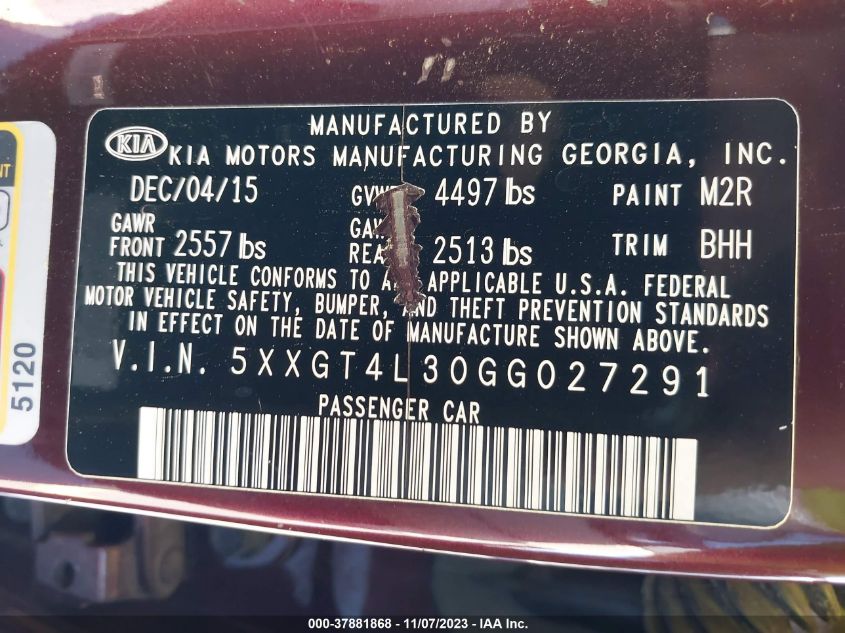 MANUFACTURED BY
KIA KIA MOTORS MANUFACTURING GEORGIA, INC.
DEC/04/15 4497 lbs PAINT M2R
GAWR
FRONT 2557 lbs 2513 lbs TRIM BHH
THIS VEHICLE CONFORMS TO APPLICABLE U.S.A. FEDERAL
MOTOR VEHICLE SAFETY, BUMPER, AND THEFT PREVENTION STANDARDS
IN EFFECT ON THE DATE OF MANUFACTURE SHOWN ABOVE.
V.I.N. 5XXGT4L30GG027291
PASSENGER CAR
5120
000-37881868 | 11/07/2023 - IAA Inc.